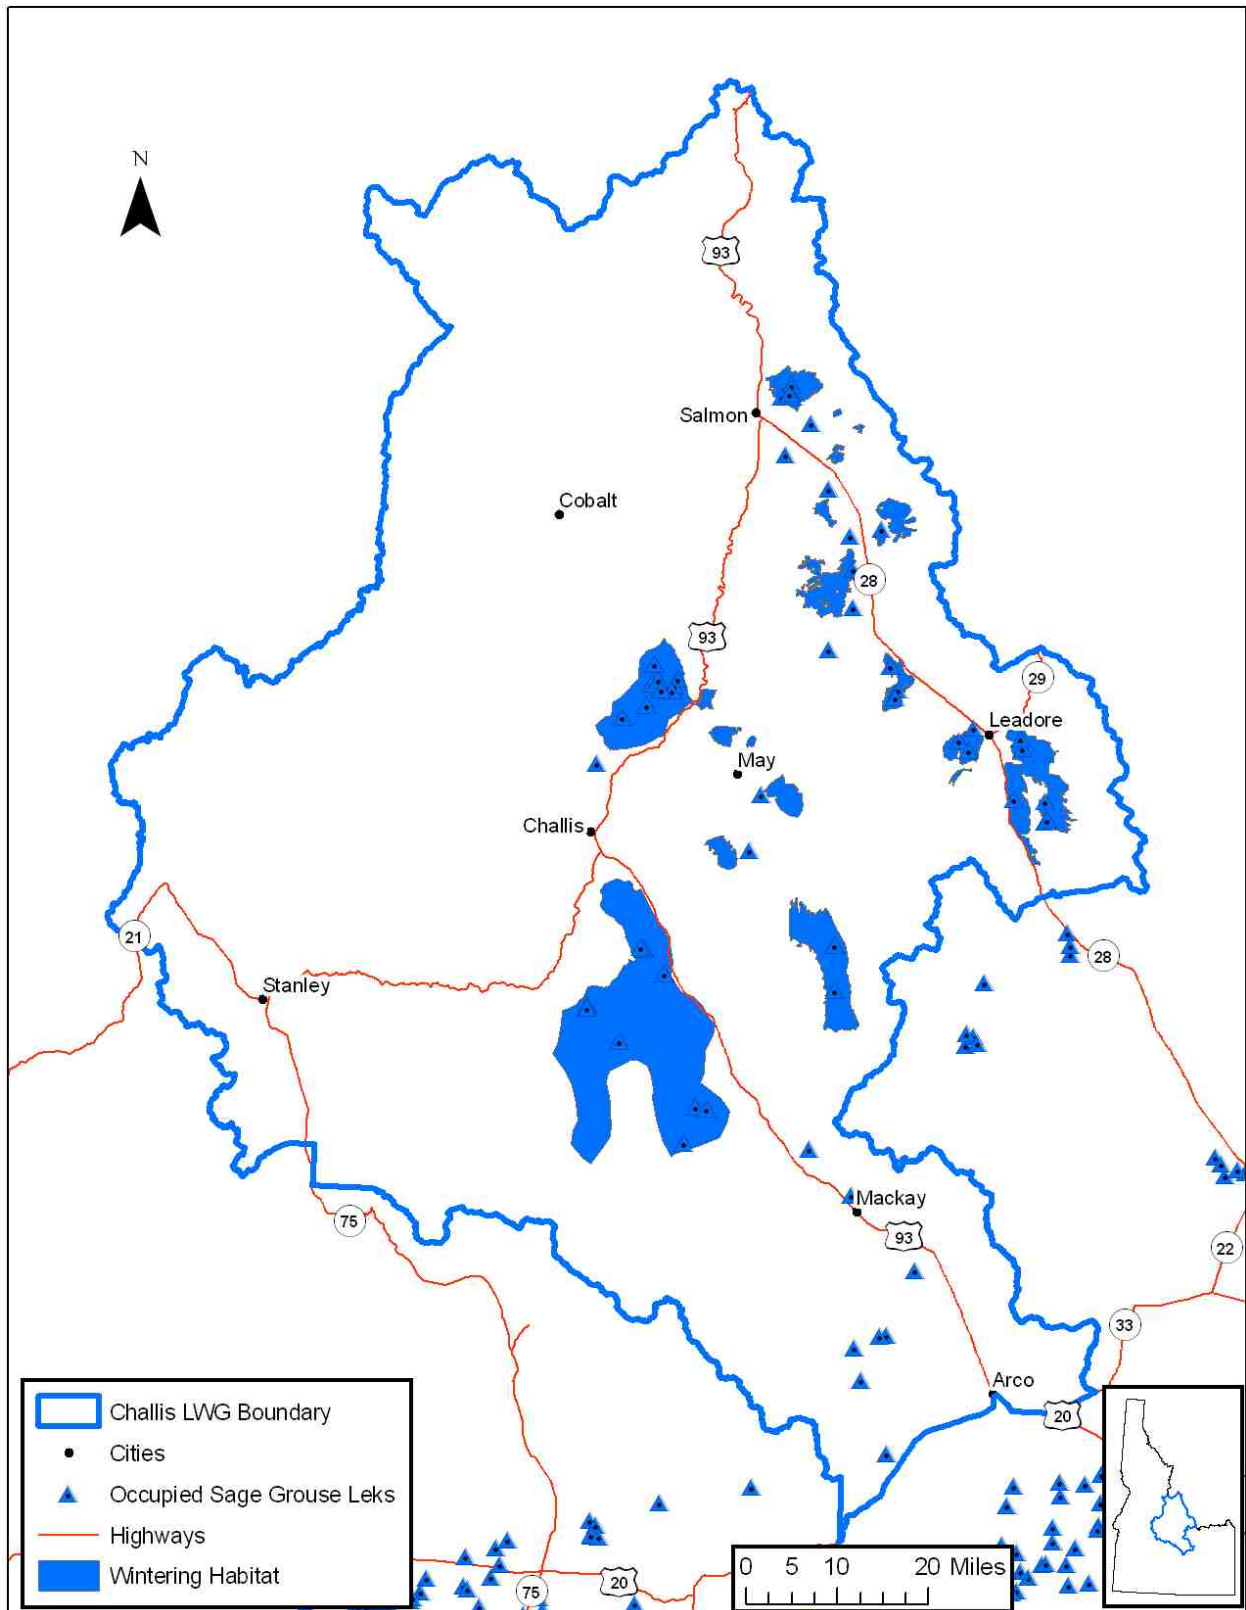 N
93
Salmon
Cobalt
28
93
29
Leadore
May
Challis
21
28
Stanley
Mackay
75
93
22
33
Arco
20
Challis LWG Boundary
Cities
Occupied Sage Grouse Leks
Highways
Wintering Habitat
0 5 10 20 Miles
20
75